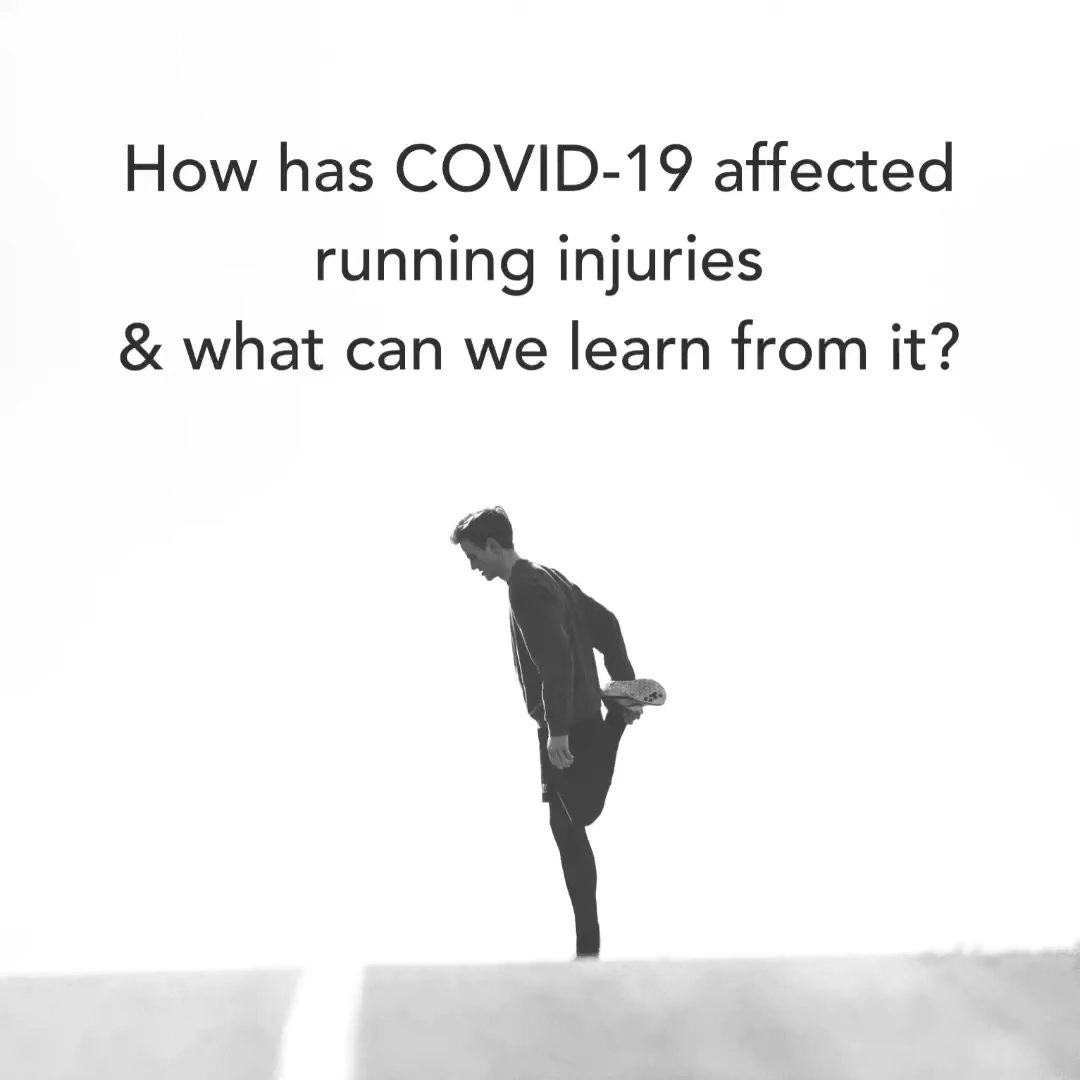 How has COVID-19 affected
running injuries
& what can we learn from it?